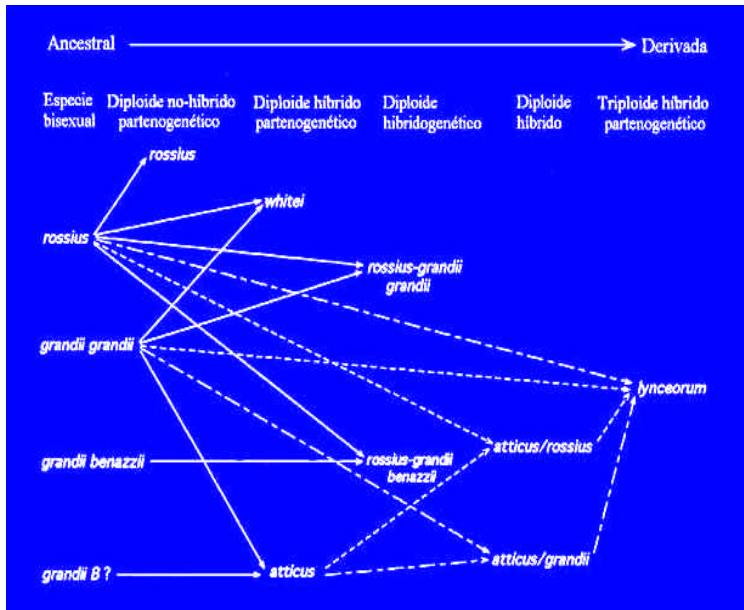 Ancestral Derivada
Especie Diploide no-híbrido Diploide híbrido Diploide Diploide Triploide híbrido
bisexual partenogenético partenogenético hibridogenético híbrido partenogenético
rossius
whitei
rossius
rossius-grandii
grandii
grandii grandii
lynceorum
atticus/rossius
grandii benazzii rossius-grandii
benazzii
atticus/grandii
grandii B ? atticus